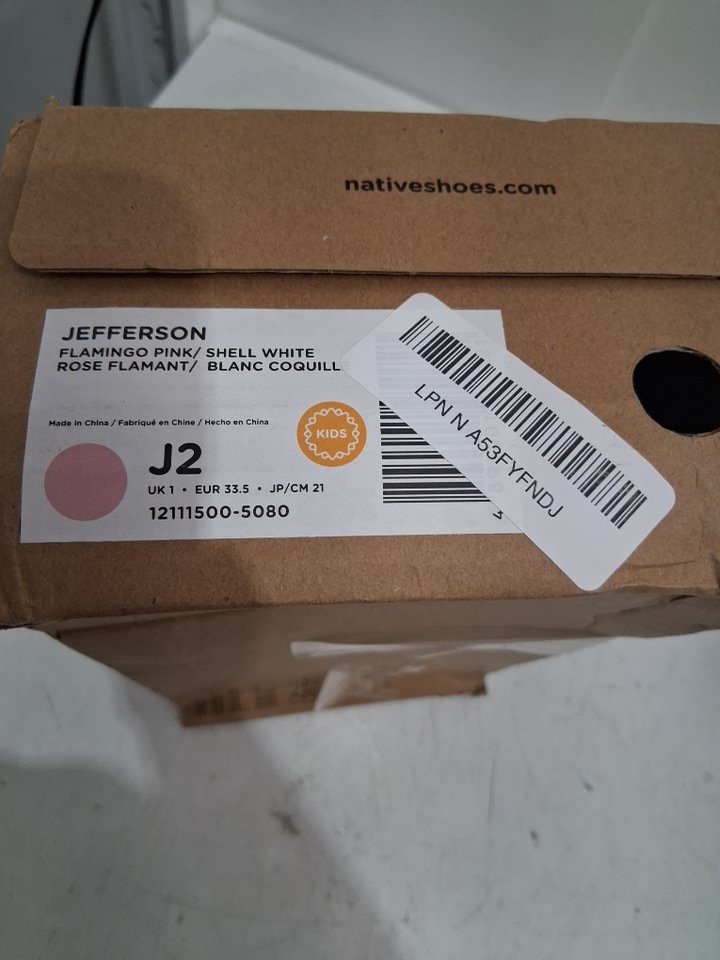 nativeshoes.com
JEFFERSON
FLAMINGO PINK/ SHELL WHITE
ROSE FLAMANT/ BLANC COQUILL
Made in China / Fabriqué en Chine / Hecho en China
KIDS
J2
UK 1 • EUR 33.5 • JP/CM 21
12111500-5080
LPN N A53FYFNDJ
3